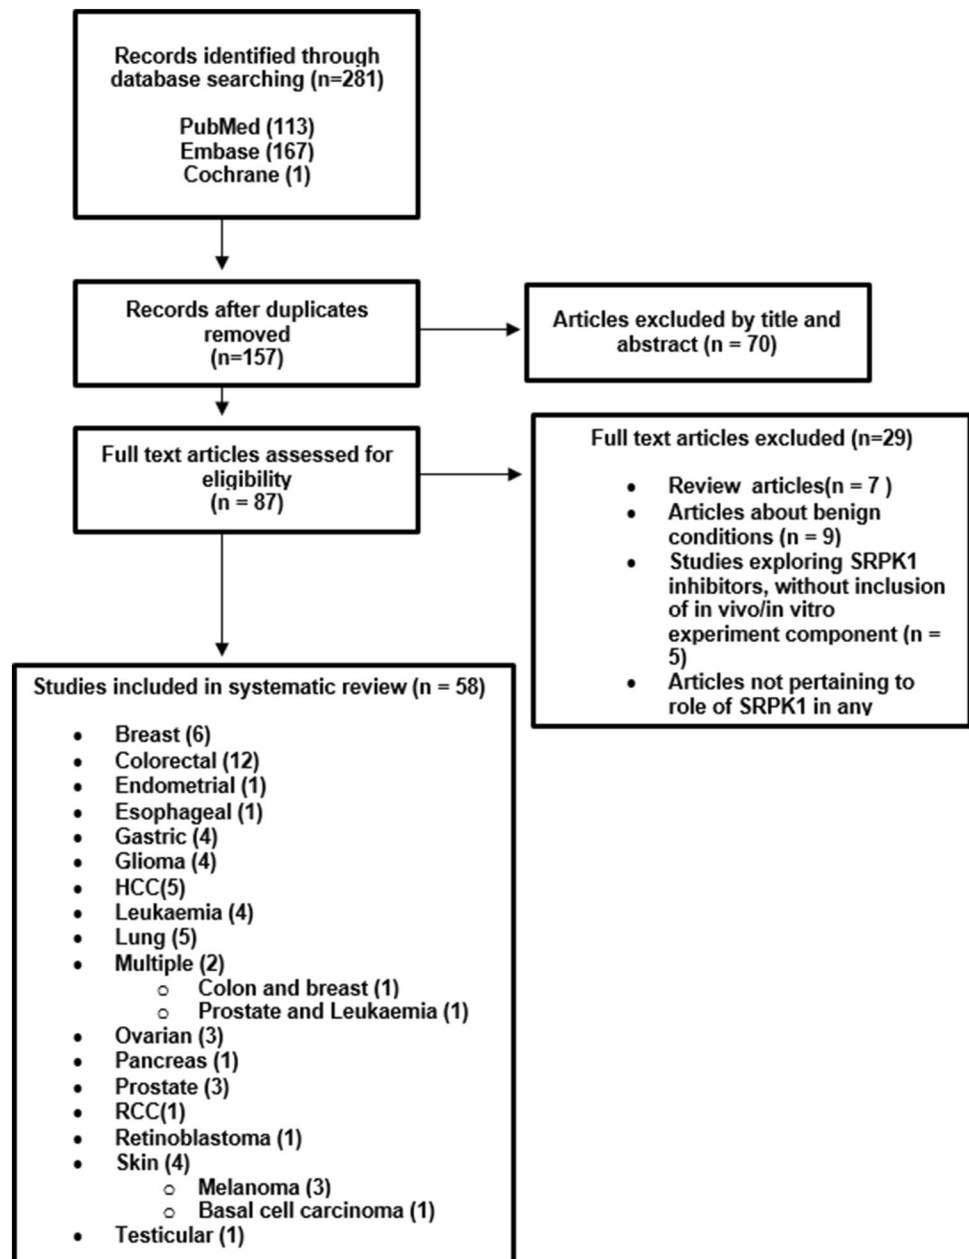 Records identified through
database searching (n=281)
PubMed (113)
Embase (167)
Cochrane (1)
Records after duplicates
removed
(n=157)
Articles excluded by title and
abstract (n = 70)
Full text articles assessed for
eligibility
(n = 87)
Full text articles excluded (n=29)
• Review articles(n = 7 )
• Articles about benign
conditions (n = 9)
• Studies exploring SRPK1
inhibitors, without inclusion
of in vivo/in vitro
experiment component (n =
5)
• Articles not pertaining to
role of SRPK1 in any
Studies included in systematic review (n = 58)
• Breast (6)
• Colorectal (12)
• Endometrial (1)
• Esophageal (1)
• Gastric (4)
• Glioma (4)
• HCC(5)
• Leukaemia (4)
• Lung (5)
• Multiple (2)
o Colon and breast (1)
o Prostate and Leukaemia (1)
• Ovarian (3)
• Pancreas (1)
• Prostate (3)
• RCC(1)
• Retinoblastoma (1)
• Skin (4)
o Melanoma (3)
o Basal cell carcinoma (1)
• Testicular (1)